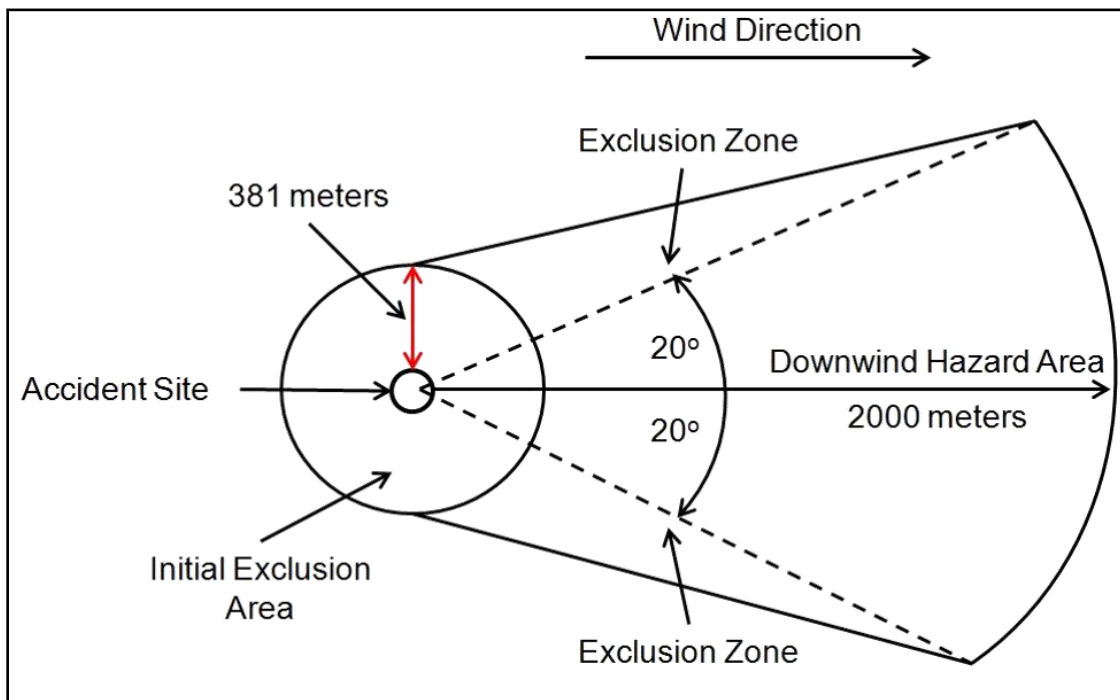 Wind Direction
Exclusion Zone
381 meters
20°
Downwind Hazard Area
Accident Site
20°
2000 meters
Initial Exclusion
Area
Exclusion Zone